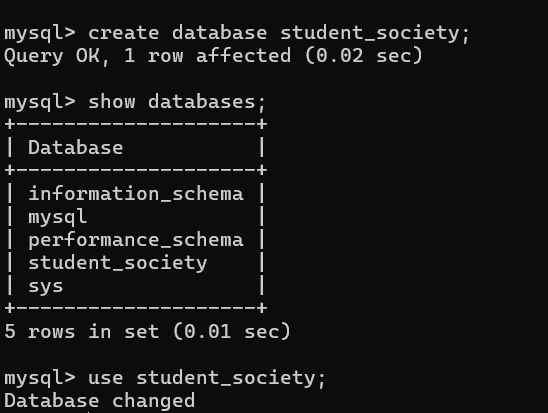 mysql> create database student_society;
Query OK, 1 row affected (0.02 sec)

mysql> show databases;
+--------------------+
| Database           |
+--------------------+
| information_schema |
| mysql              |
| performance_schema |
| student_society    |
| sys                |
+--------------------+
5 rows in set (0.01 sec)

mysql> use student_society;
Database changed